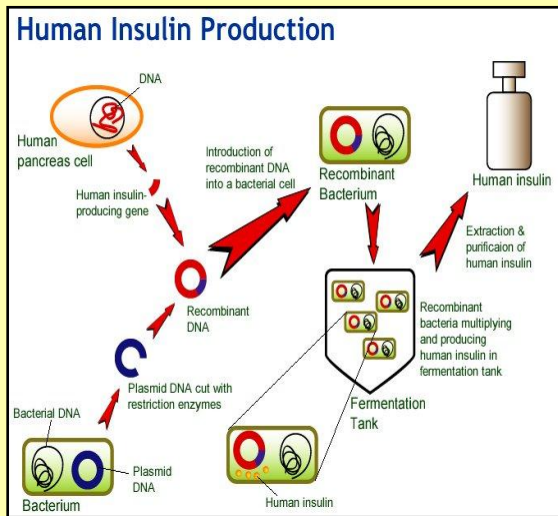 Human Insulin Production
DNA
Human
pancreas cell
Human insulin-
producing gene
Introduction of
recombinant DNA
into a bacterial cell
Recombinant
Bacterium
Human insulin
Extraction &
purificaion of
human insulin
Recombinant
DNA
Plasmid DNA cut with
restriction enzymes
Bacterial DNA
Plasmid
DNA
Bacterium
Recombinant
bacteria multiplying
and producing
human insulin in
fermentation tank
Fermentation
Tank
Human insulin